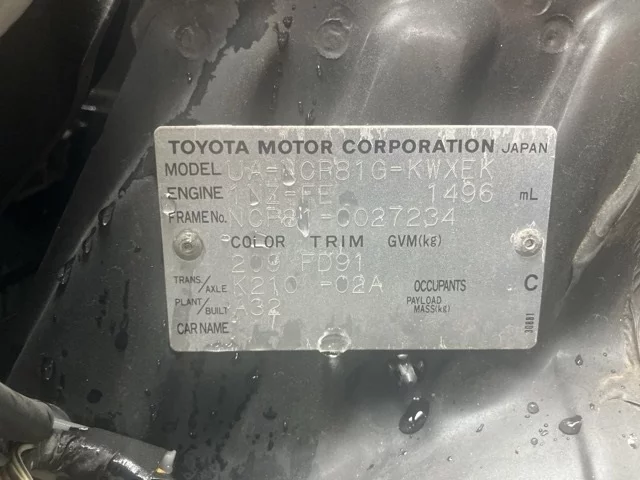 TOYOTA MOTOR CORPORATION JAPAN
MODEL UA-NCP81G-KWXEK
ENGINE 1NZ-FE 1496 mL
FRAME No. NCP81-0027234
COLOR TRIM GVM(kg)
209 FD91
TRANS/AXLE K210 -02A OCCUPANTS C
PLANT/BUILT A32 PAYLOAD MASS(kg)
CAR NAME